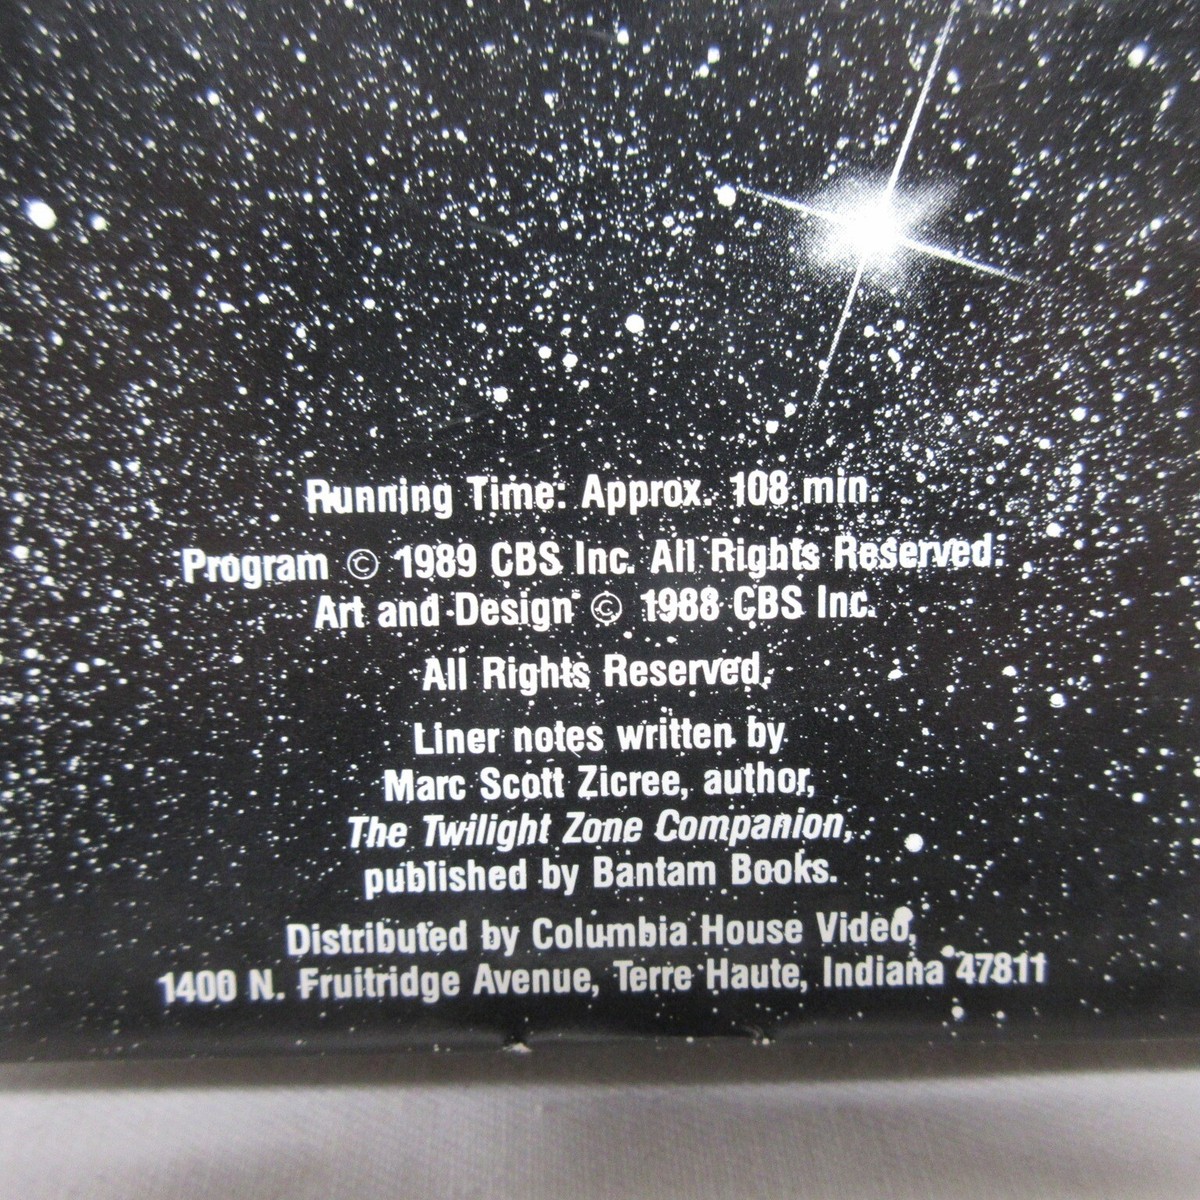 Running Time: Approx. 108 min.
Program © 1989 CBS Inc. All Rights Reserved.
Art and Design © 1988 CBS Inc.
All Rights Reserved.
Liner notes written by
Marc Scott Zicree, author,
The Twilight Zone Companion,
published by Bantam Books.
Distributed by Columbia House Video,
1400 N. Fruitridge Avenue, Terre Haute, Indiana 47811